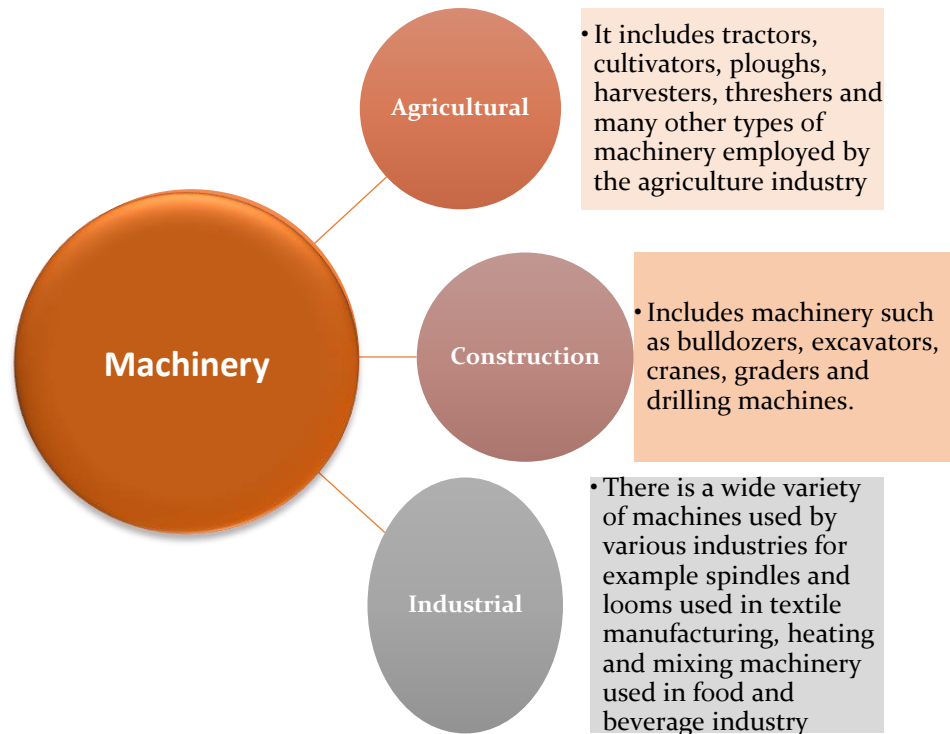 Machinery
Agricultural
• It includes tractors,
cultivators, ploughs,
harvesters, threshers and
many other types of
machinery employed by
the agriculture industry
Construction
• Includes machinery such
as bulldozers, excavators,
cranes, graders and
drilling machines.
Industrial
• There is a wide variety
of machines used by
various industries for
example spindles and
looms used in textile
manufacturing, heating
and mixing machinery
used in food and
beverage industry